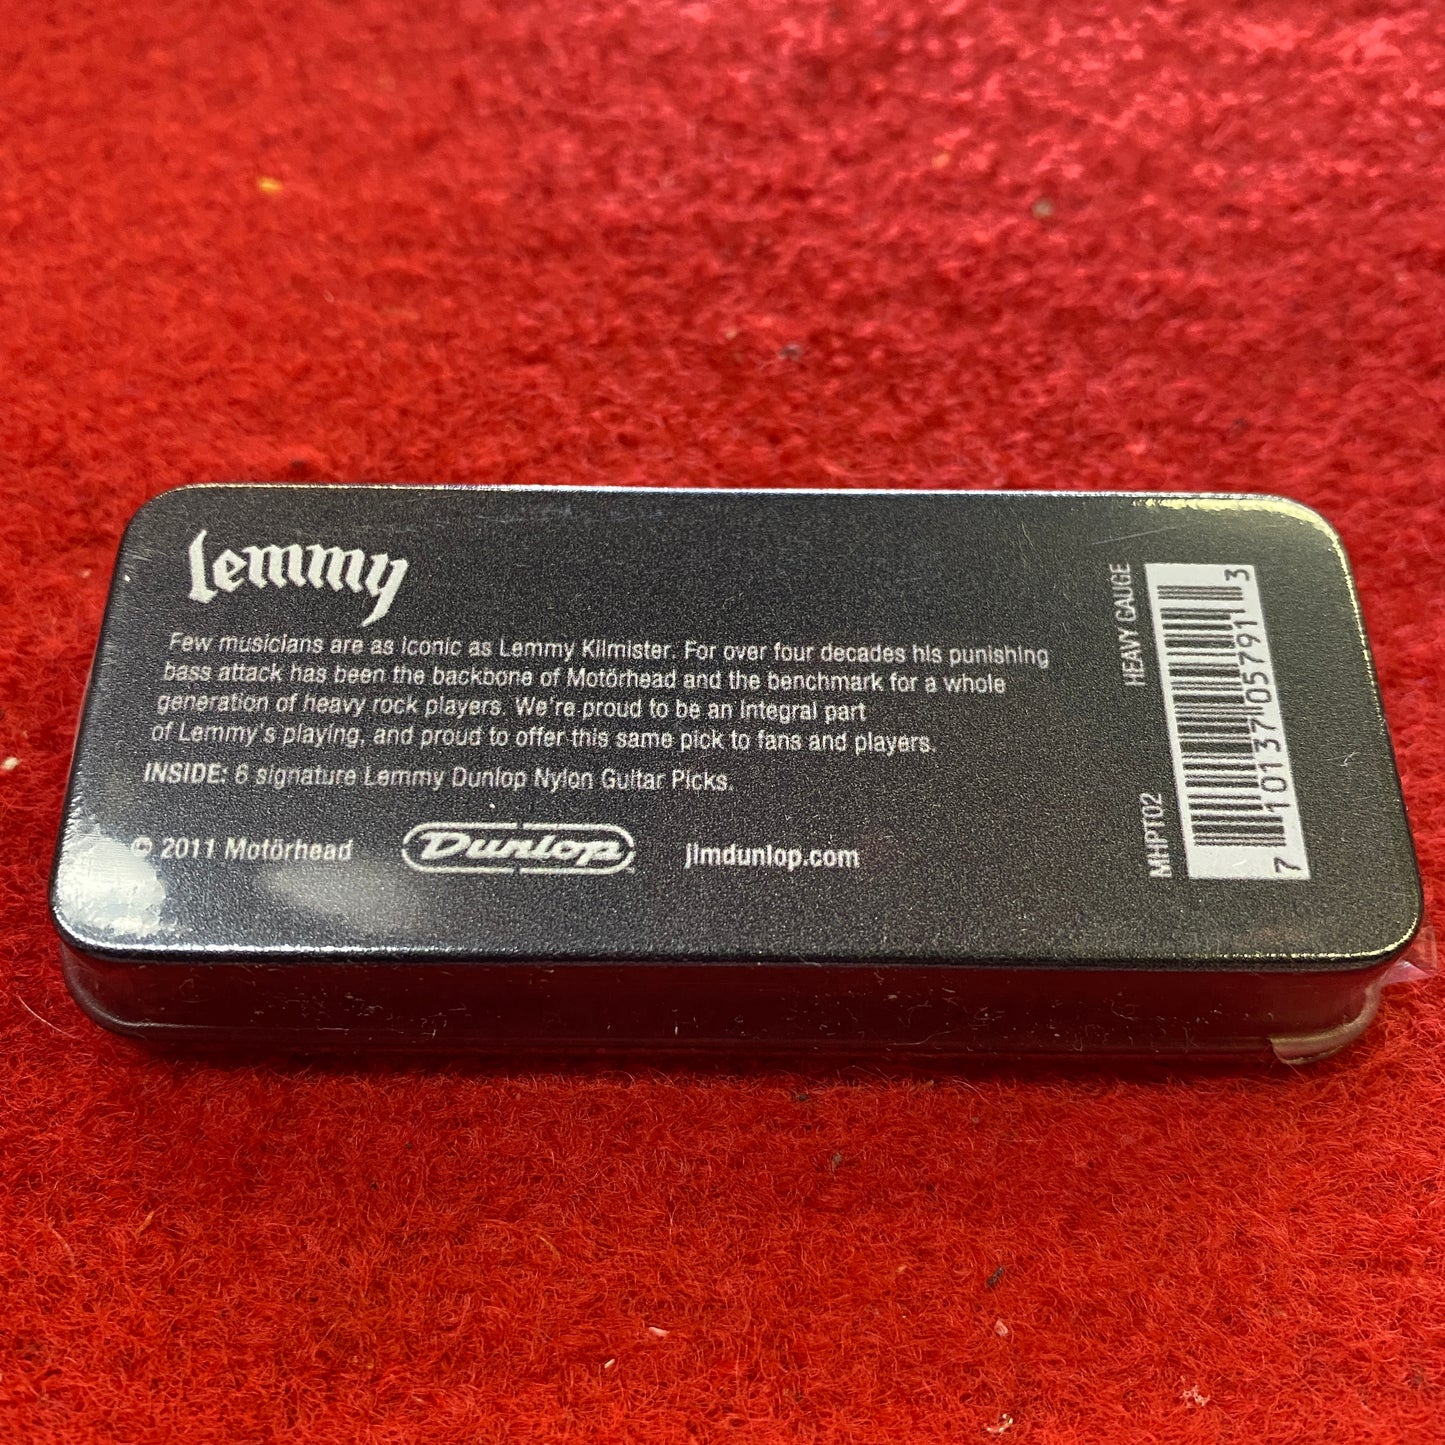 Lemmy
Few musicians are as iconic as Lemmy Kilmister. For over four decades his punishing
bass attack has been the backbone of Motörhead and the benchmark for a whole
generation of heavy rock players. We're proud to be an integral part
of Lemmy's playing, and proud to offer this same pick to fans and players.
INSIDE: 6 signature Lemmy Dunlop Nylon Guitar Picks.
© 2011 Motörhead
Dunlop
jimdunlop.com
HEAVY GAUGE
MHPT02
7 10137 05791 3